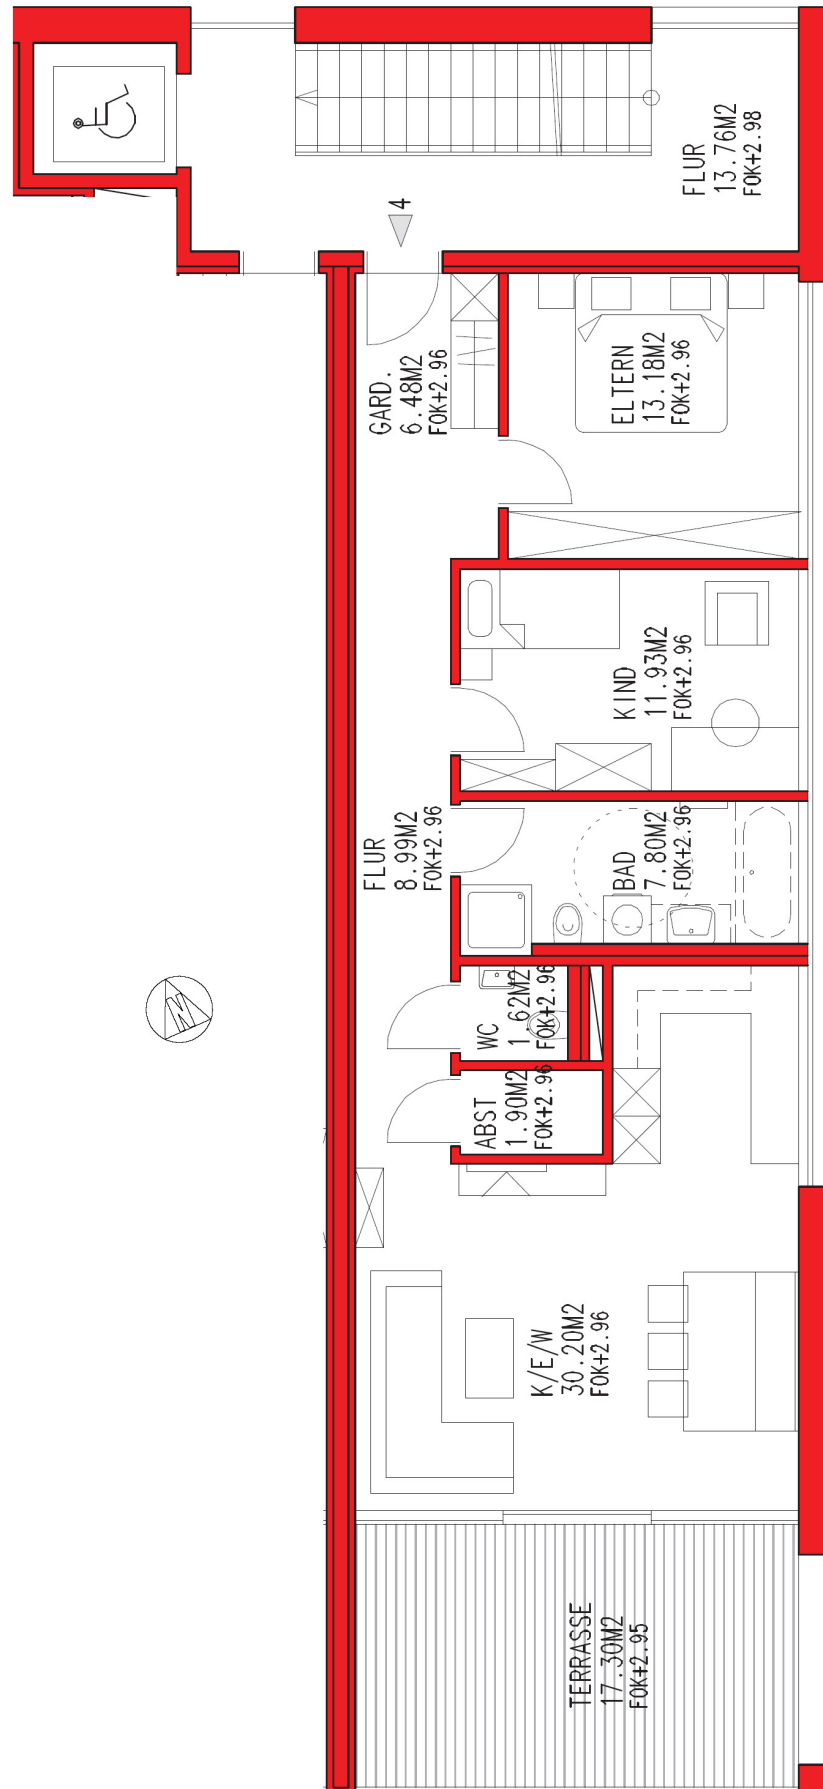 4
FLUR
13.76M2
FOK+2.98
GARD.
6.48M2
FOK+2.96
ELTERN
13.18M2
FOK+2.96
KIND
11.93M2
FOK+2.96
FLUR
8.99M2
FOK+2.96
BAD
7.80M2
FOK+2.96
WC
1.62M2
FOK+2.96
N
ABST
1.90M2
FOK+2.96
K/E/W
30.20M2
FOK+2.96
TERRASSE
17.30M2
FOK+2.95